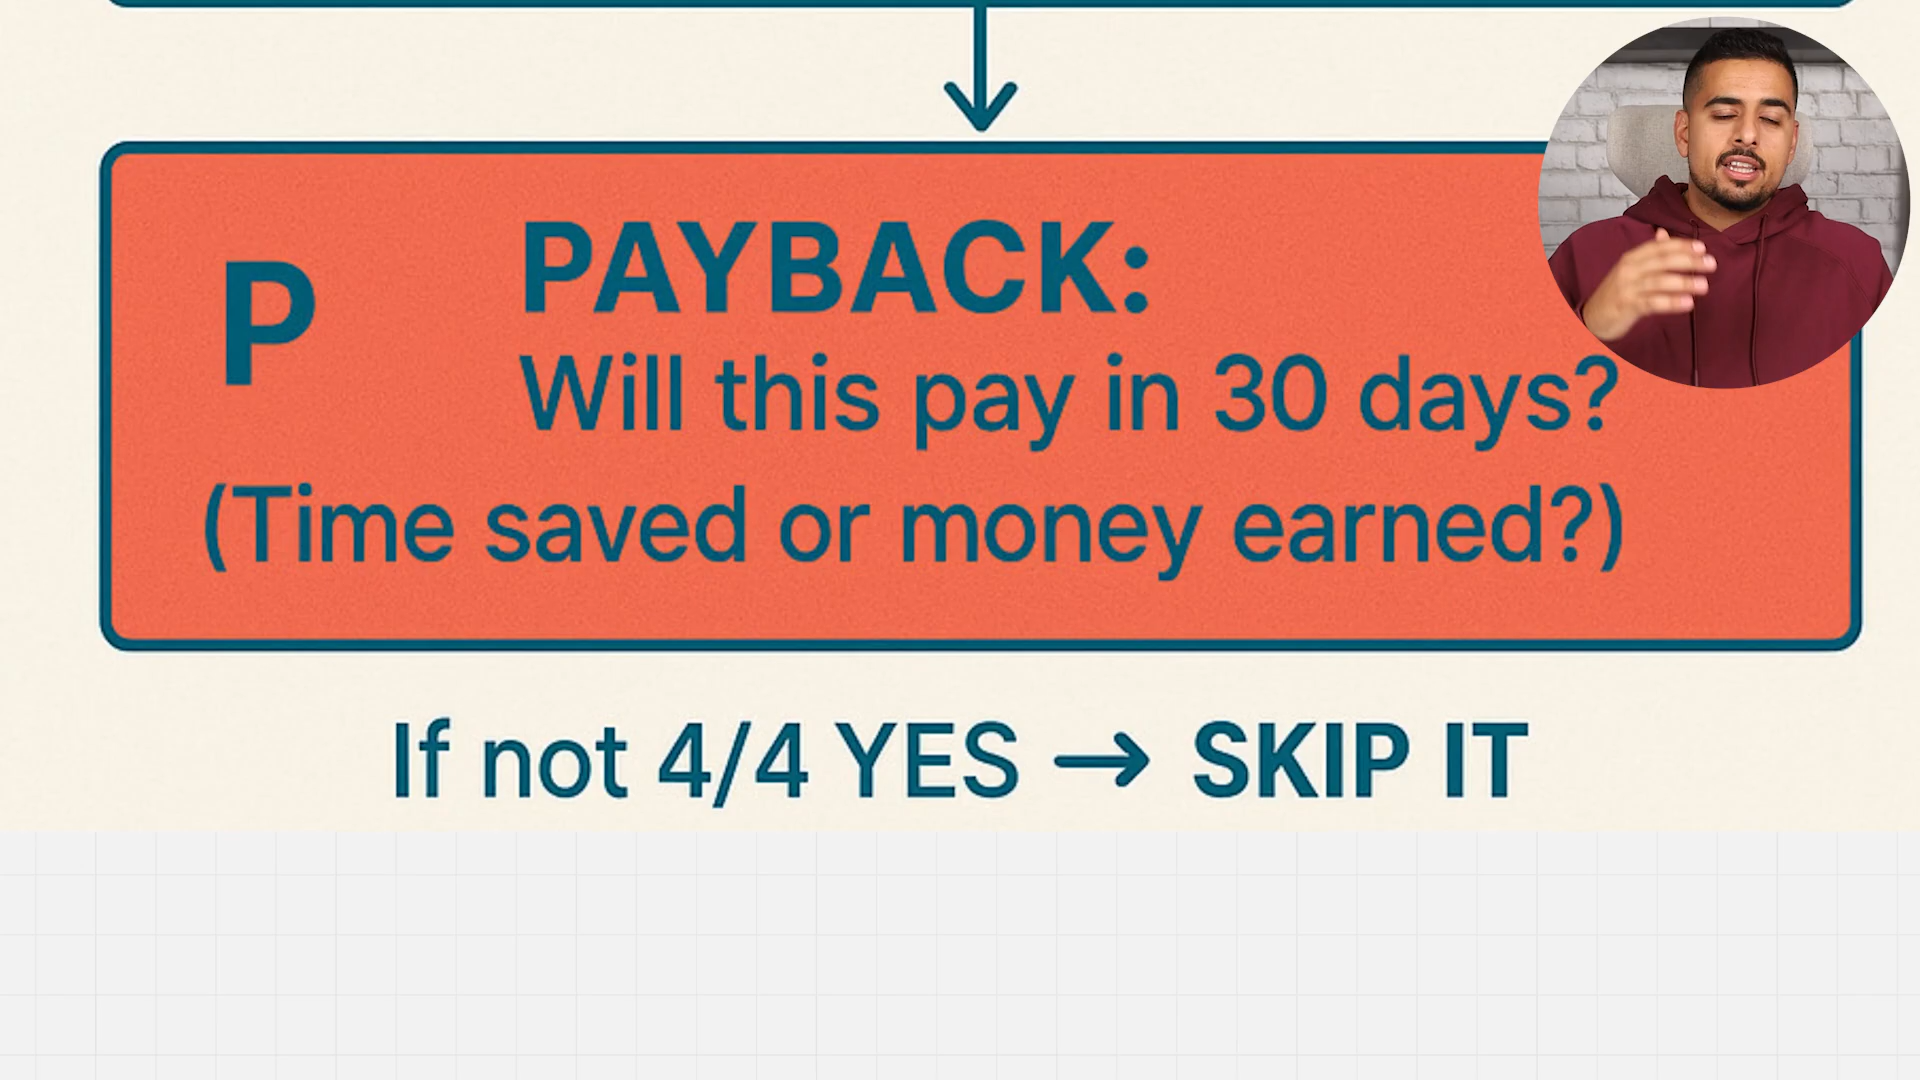 P
PAYBACK:
Will this pay in 30 days?
(Time saved or money earned?)
If not 4/4 YES → SKIP IT